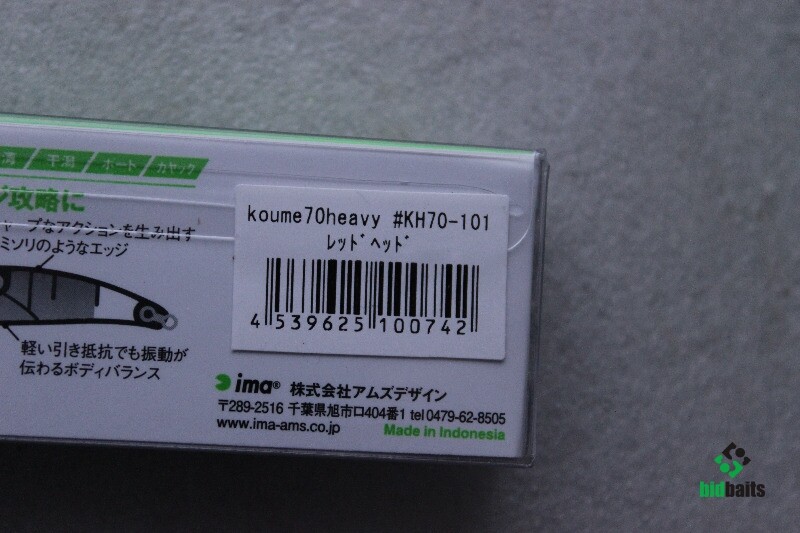 湾 干潟 ボート カヤック
攻略に
ープなアクションを生み出す
ミソリのようなエッジ
軽い引き抵抗でも振動が
伝わるボディバランス
koume70heavy #KH70-101
ﾚｯﾄﾞﾍｯﾄﾞ
4 539625 100742
ima® 株式会社アムズデザイン
〒289-2516 千葉県旭市ロ404番1 tel 0479-62-8505
www.ima-ams.co.jp
Made in Indonesia
bidbaits